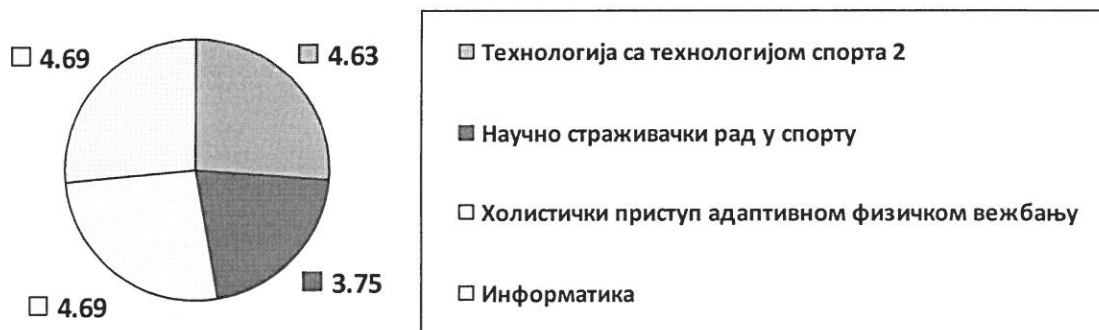 4.69
4.63
3.75
4.69
Технологија са технологијом спорта 2
Научно страживачки рад у спорту
Холистички приступ адаптивном физичком вежбању
Информатика